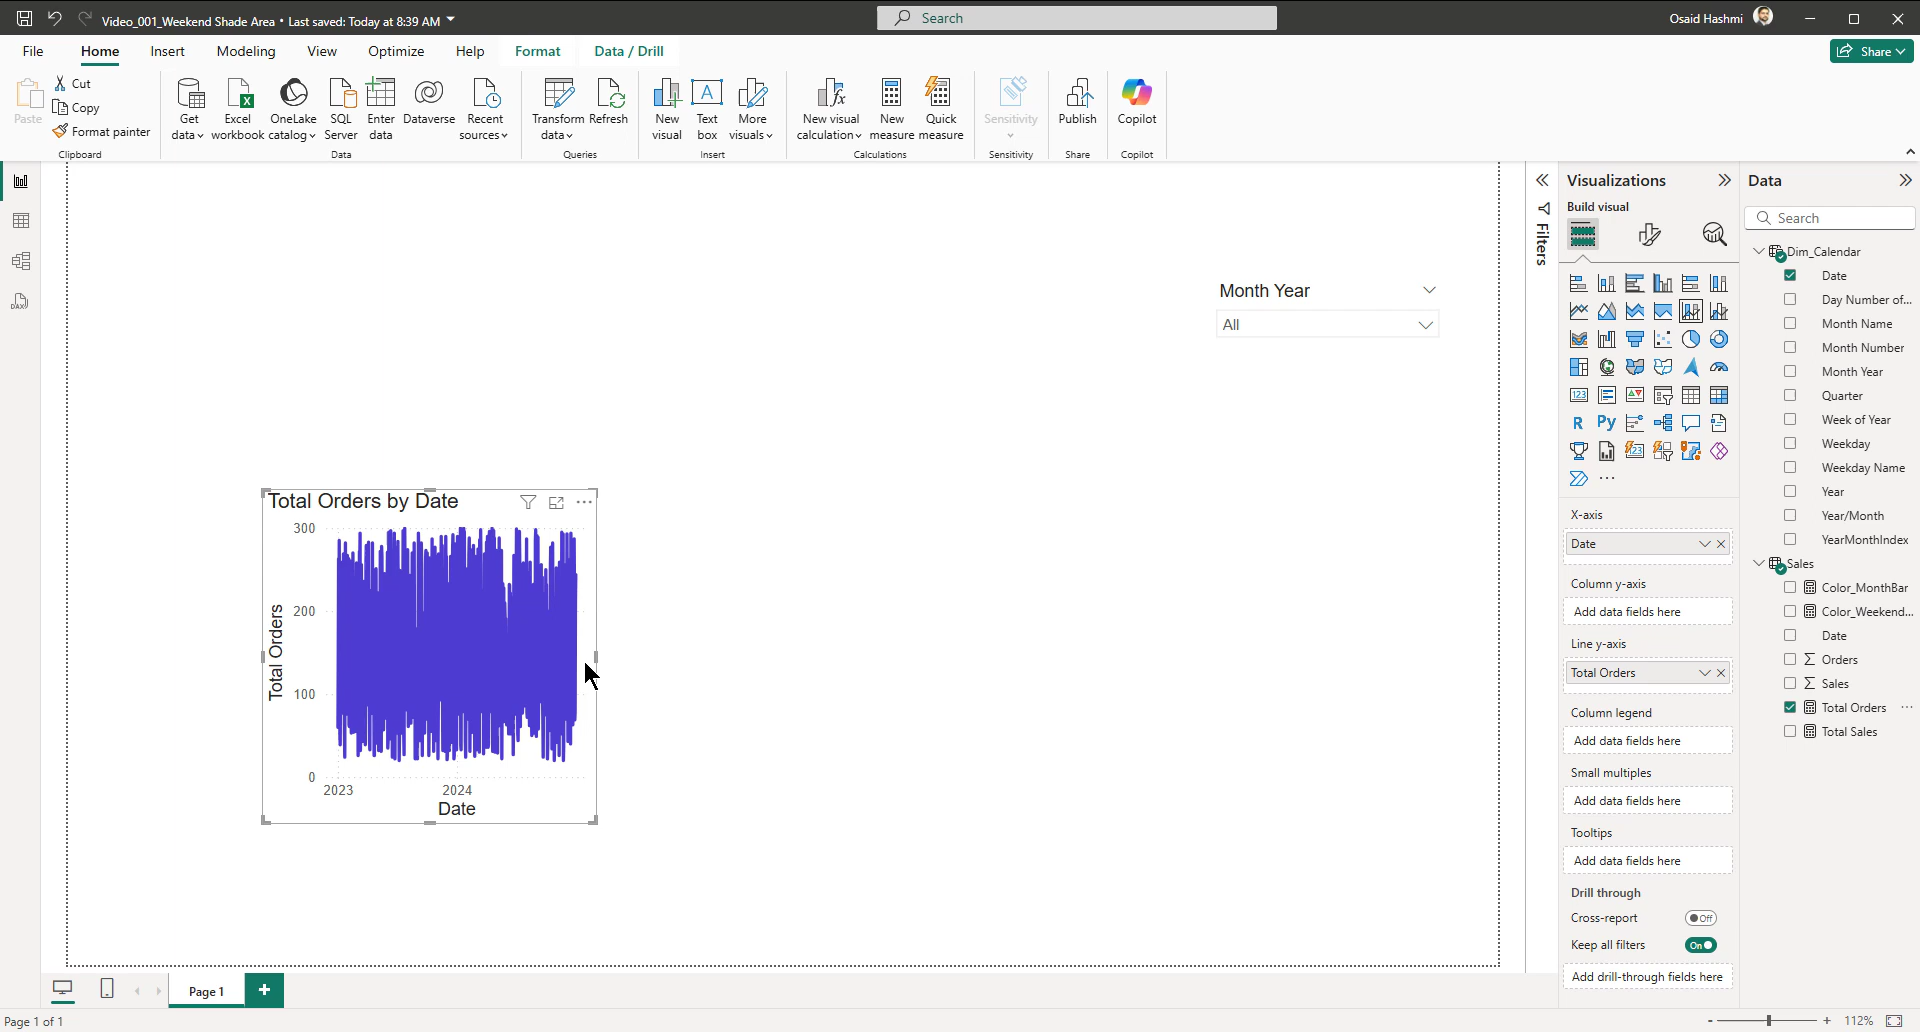 Video_001_Weekend Shade Area • Last saved: Today at 8:39 AM
Search
Osaid Hashmi
File
Home
Insert
Modeling
View
Optimize
Help
Format
Data / Drill
Share
Paste
Cut
Copy
Format painter
Clipboard
Get data
Excel workbook
OneLake catalog
SQL Server
Enter data
Dataverse
Recent sources
Data
Transform data
Refresh
Queries
New visual
Text box
More visuals
Insert
New visual calculation
New measure
Quick measure
Calculations
Sensitivity
Sensitivity
Publish
Share
Copilot
Copilot
Month Year
All
Total Orders by Date
300
200
100
0
Total Orders
2023
2024
Date
Filters
Visualizations
Build visual
123
R
Py
X-axis
Date
Column y-axis
Add data fields here
Line y-axis
Total Orders
Column legend
Add data fields here
Small multiples
Add data fields here
Tooltips
Add data fields here
Drill through
Cross-report
Off
Keep all filters
On
Add drill-through fields here
Data
Search
Dim_Calendar
Date
Day Number of...
Month Name
Month Number
Month Year
Quarter
Week of Year
Weekday
Weekday Name
Year
Year/Month
YearMonthIndex
Sales
Color_MonthBar
Color_Weekend...
Date
Orders
Sales
Total Orders
Total Sales
Page 1
Page 1 of 1
112%